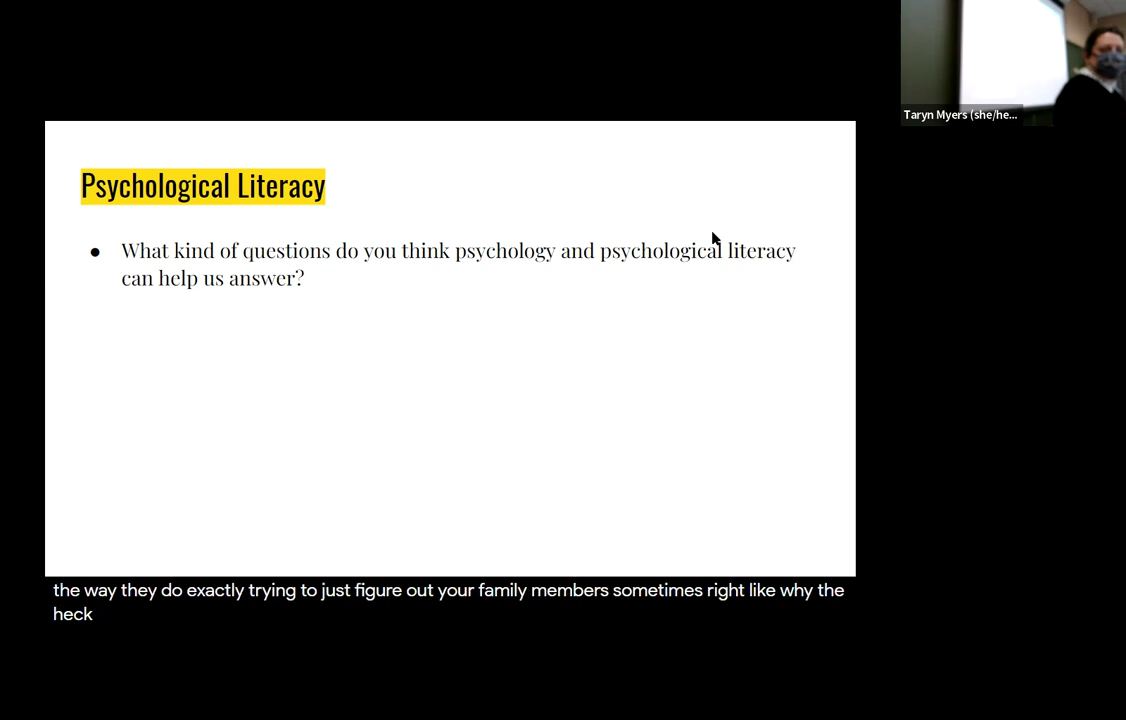 Taryn Myers (she/he...
Psychological Literacy
● What kind of questions do you think psychology and psychological literacy
can help us answer?
the way they do exactly trying to just figure out your family members sometimes right like why the
heck